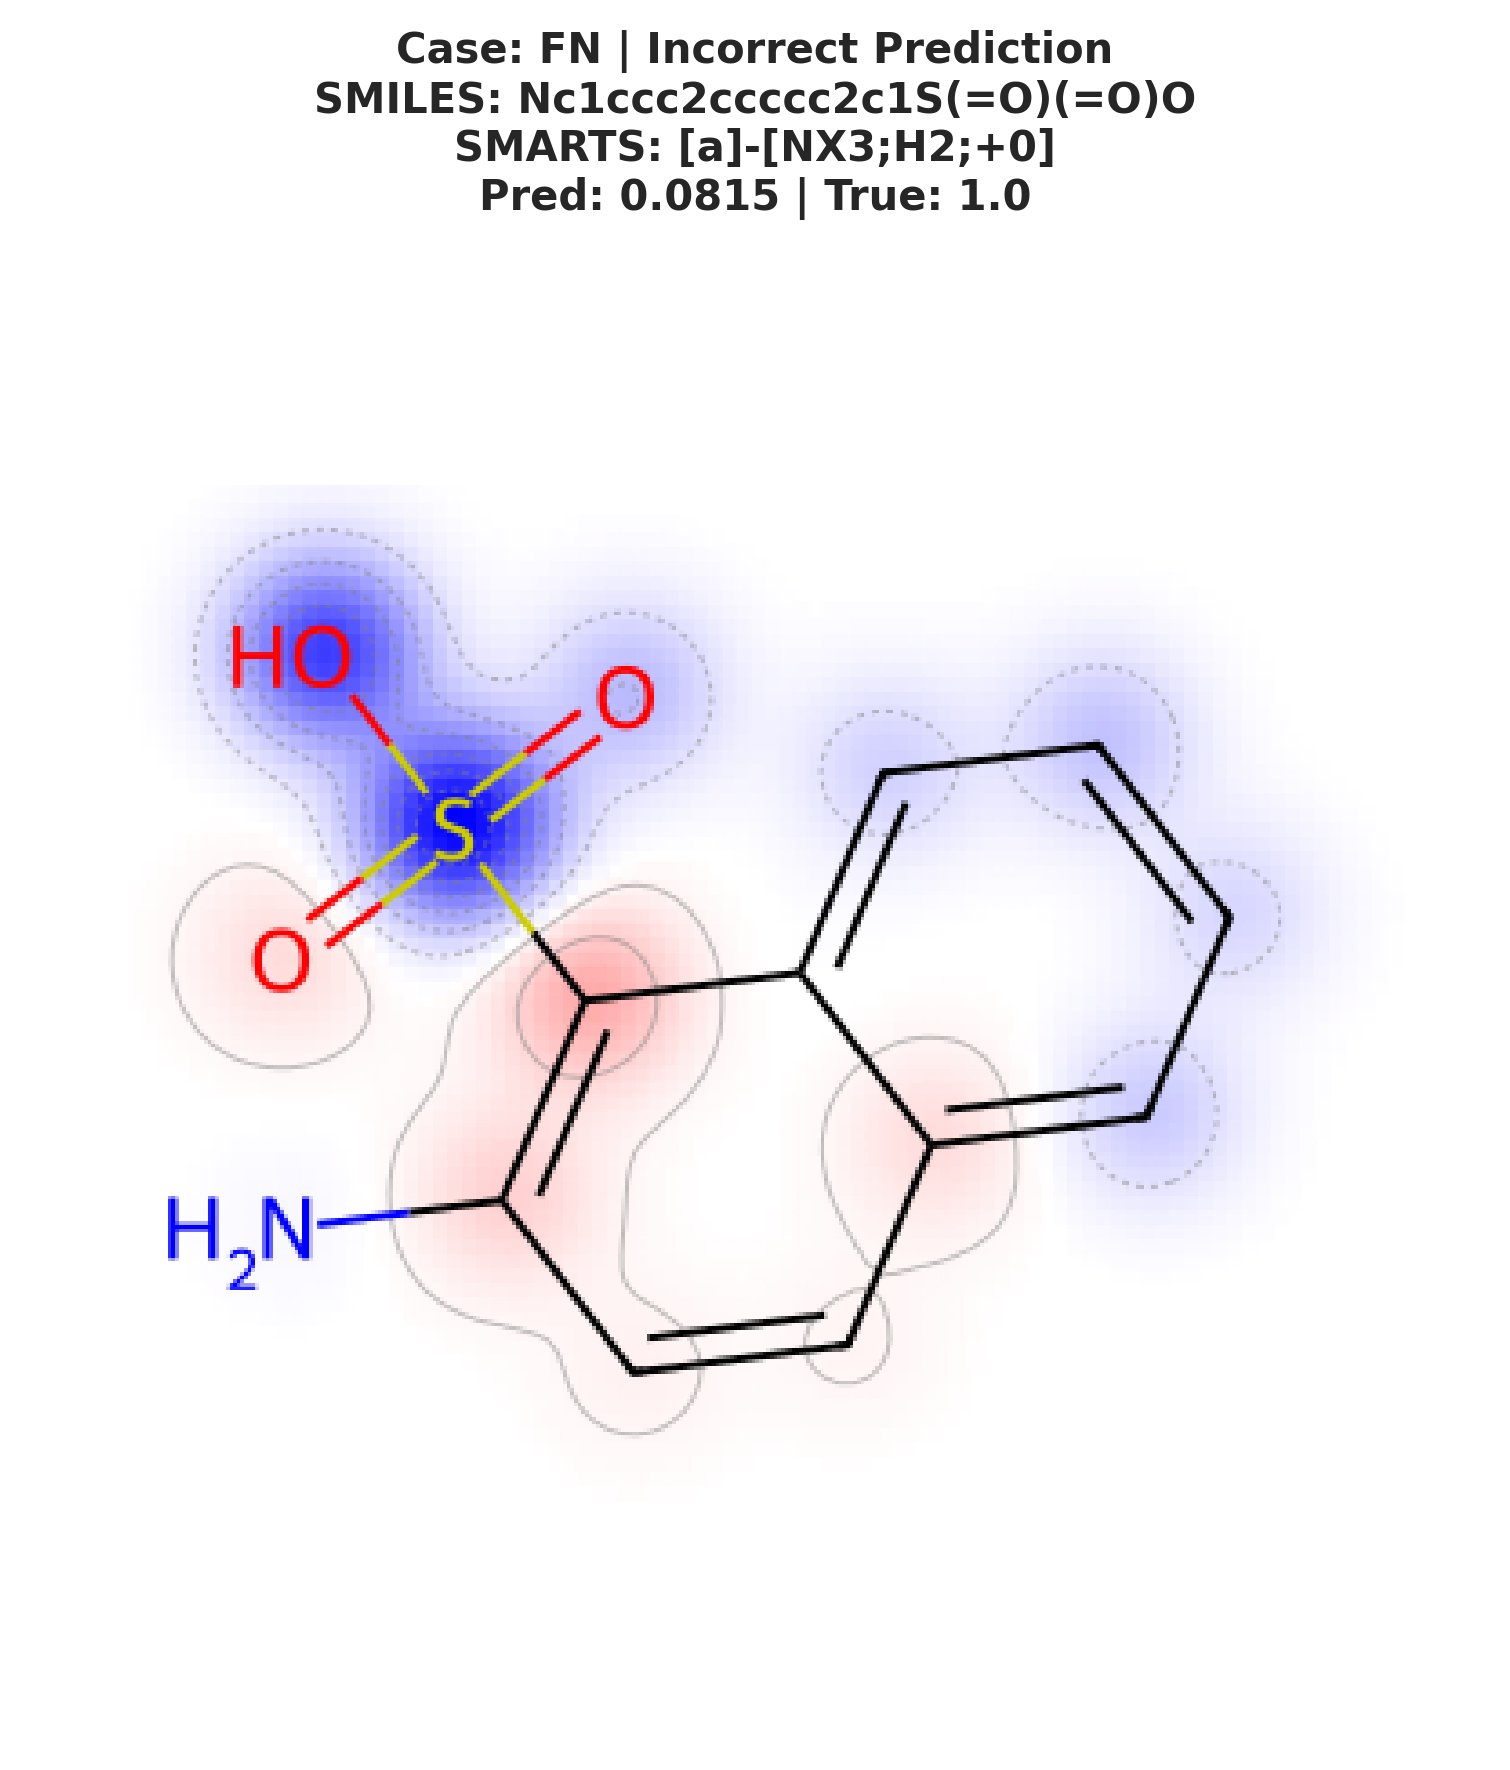 Case: FN | Incorrect Prediction
SMILES: Nc1ccc2ccccc2c1S(=O)(=O)O
SMARTS: [a]-[NX3;H2;+0]
Pred: 0.0815 | True: 1.0
HO
O
S
O
H2N